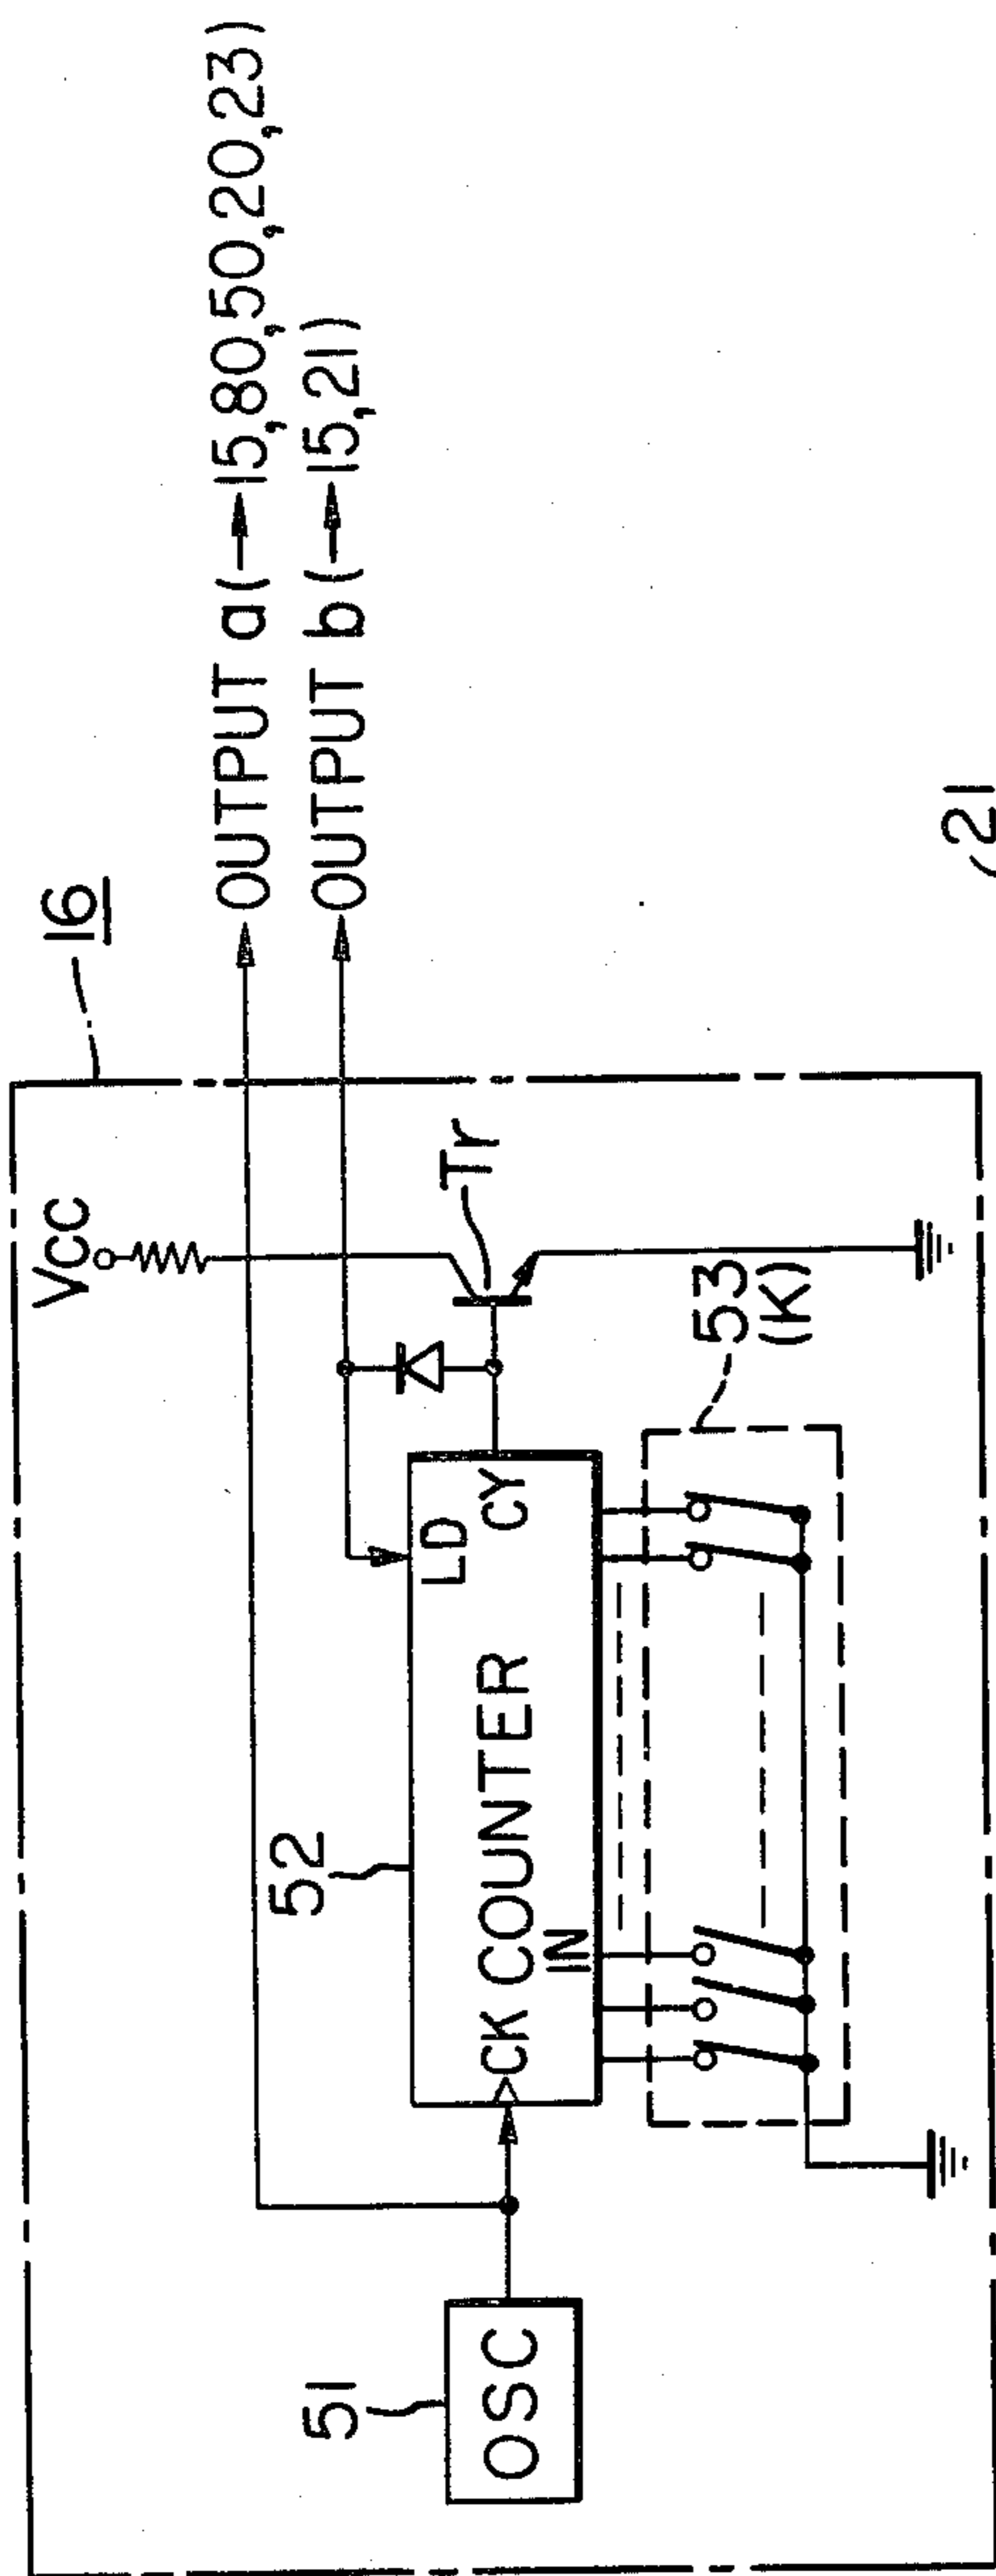 16
OUTPUT a(→15,80,50,20,23)
OUTPUT b(→15,21)
VCC
Tr
52
LD
CK COUNTER CY
IN
51
OSC
53
(K)
21